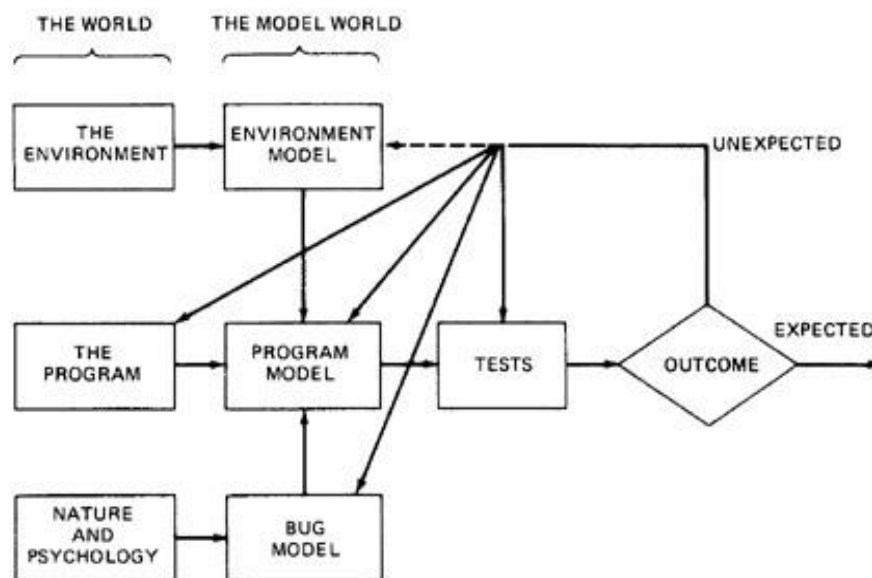 THE WORLD
THE MODEL WORLD
THE
ENVIRONMENT
ENVIRONMENT
MODEL
UNEXPECTED
THE
PROGRAM
PROGRAM
MODEL
TESTS
OUTCOME
EXPECTED
NATURE
AND
PSYCHOLOGY
BUG
MODEL